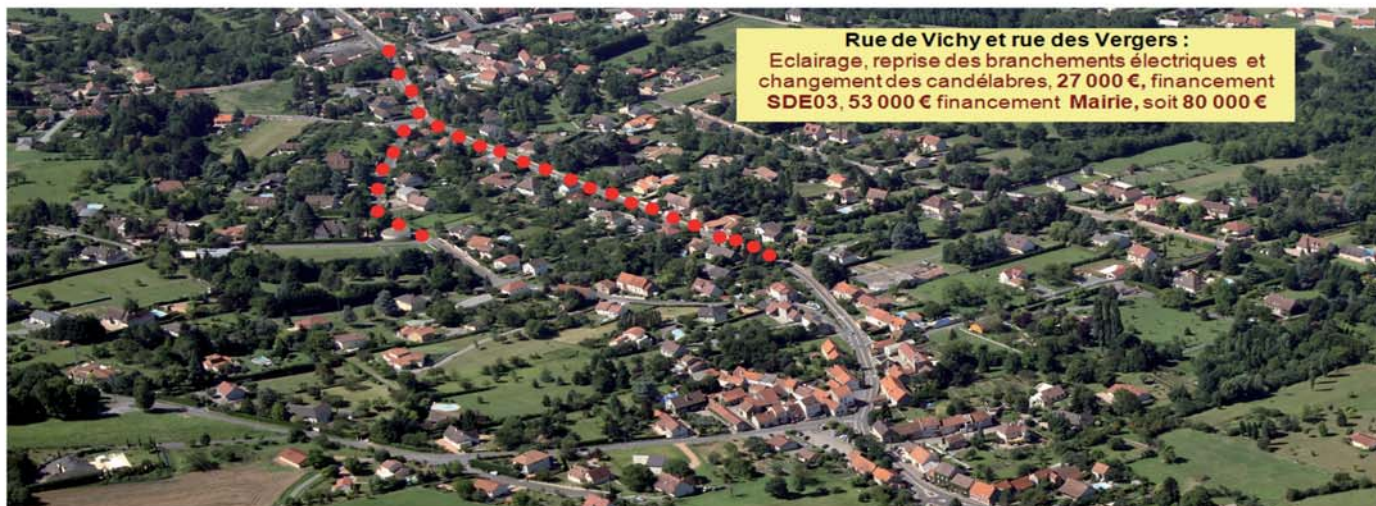 Rue de Vichy et rue des Vergers :
Eclairage, reprise des branchements électriques et
changement des candélabres, 27 000 €, financement
SDE03, 53 000 € financement Mairie, soit 80 000 €